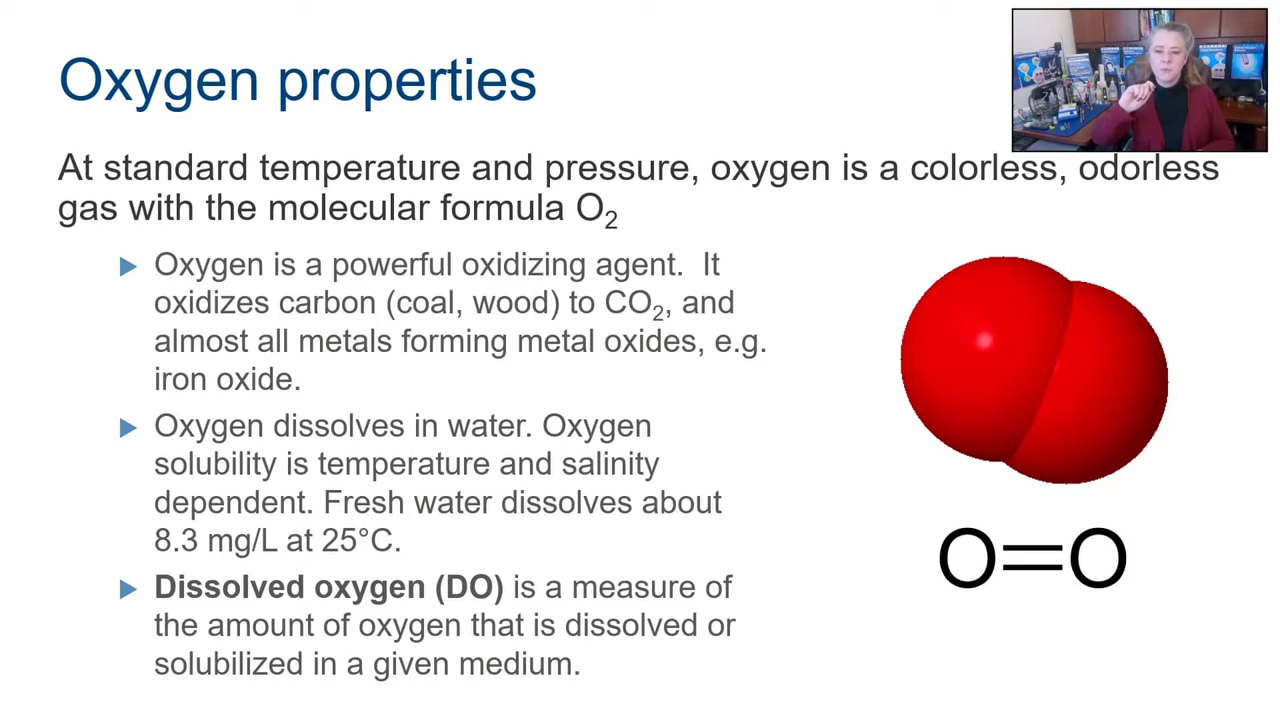 Oxygen properties
At standard temperature and pressure, oxygen is a colorless, odorless
gas with the molecular formula O₂
Oxygen is a powerful oxidizing agent.  It
oxidizes carbon (coal, wood) to CO₂, and
almost all metals forming metal oxides, e.g.
iron oxide.
Oxygen dissolves in water. Oxygen
solubility is temperature and salinity
dependent. Fresh water dissolves about
8.3 mg/L at 25°C.
Dissolved oxygen (DO) is a measure of
the amount of oxygen that is dissolved or
solubilized in a given medium.
O=O